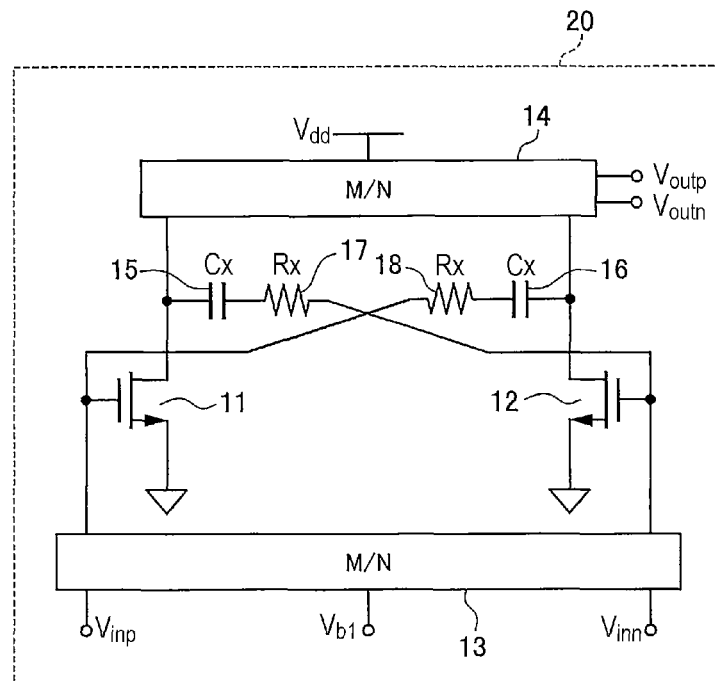 20
14
Vdd
M/N
Voutp
Voutn
15 Cx Rx 17 18 Rx Cx 16
11 12
M/N
Vinp Vb1 13 Vinn